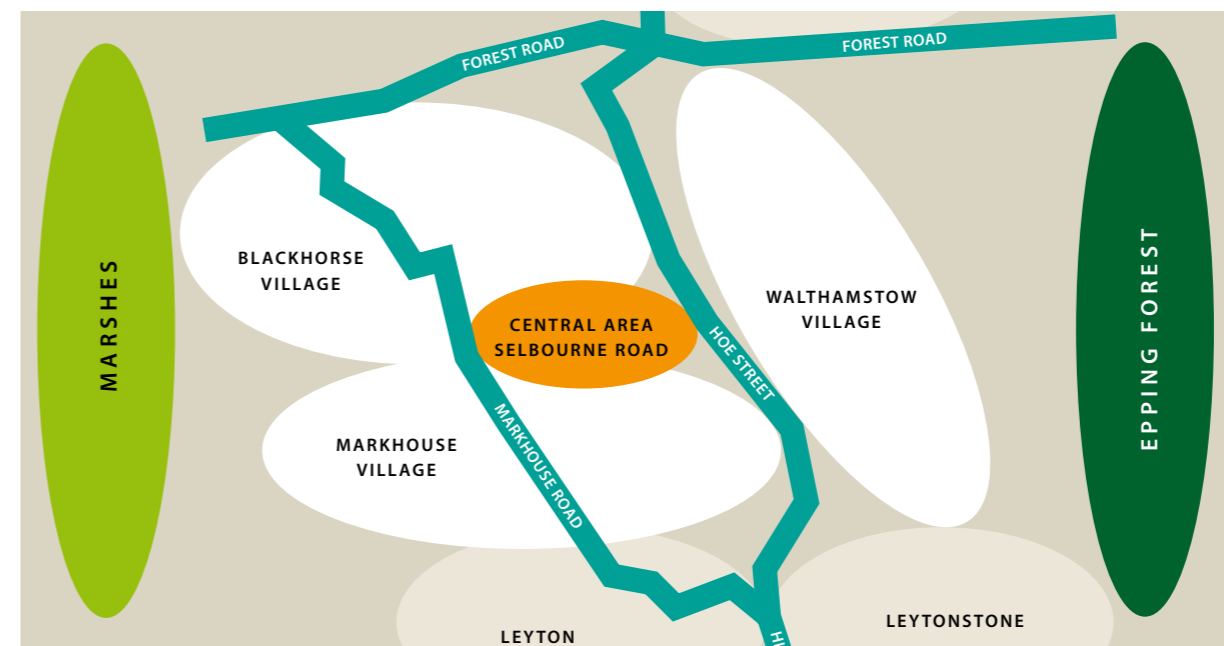 FOREST ROAD
FOREST ROAD
MARSHES
BLACKHORSE
VILLAGE
CENTRAL AREA
SELBOURNE ROAD
WALTHAMSTOW
VILLAGE
EPPING FOREST
HOE STREET
MARKHOUSE
VILLAGE
MARKHOUSE ROAD
LEYTON
LEYTONSTONE